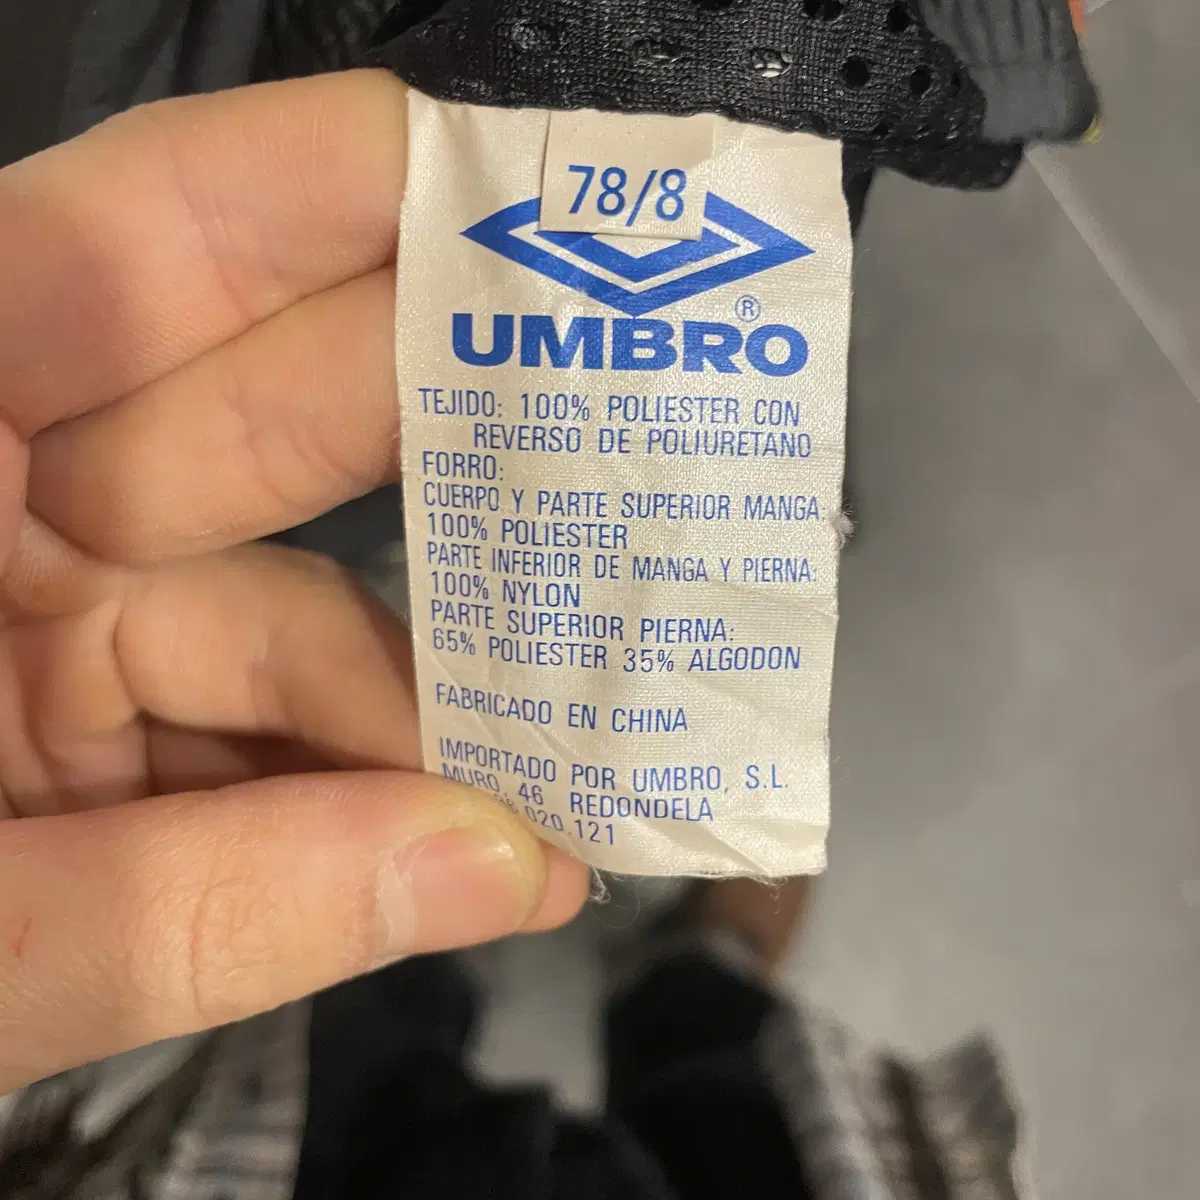 78/8
UMBRO®
TEJIDO: 100% POLIESTER CON
REVERSO DE POLIURETANO
FORRO:
CUERPO Y PARTE SUPERIOR MANGA:
100% POLIESTER
PARTE INFERIOR DE MANGA Y PIERNA:
100% NYLON
PARTE SUPERIOR PIERNA:
65% POLIESTER 35% ALGODON
FABRICADO EN CHINA
IMPORTADO POR UMBRO, S.L.
MURO, 46 REDONDELA
020.121